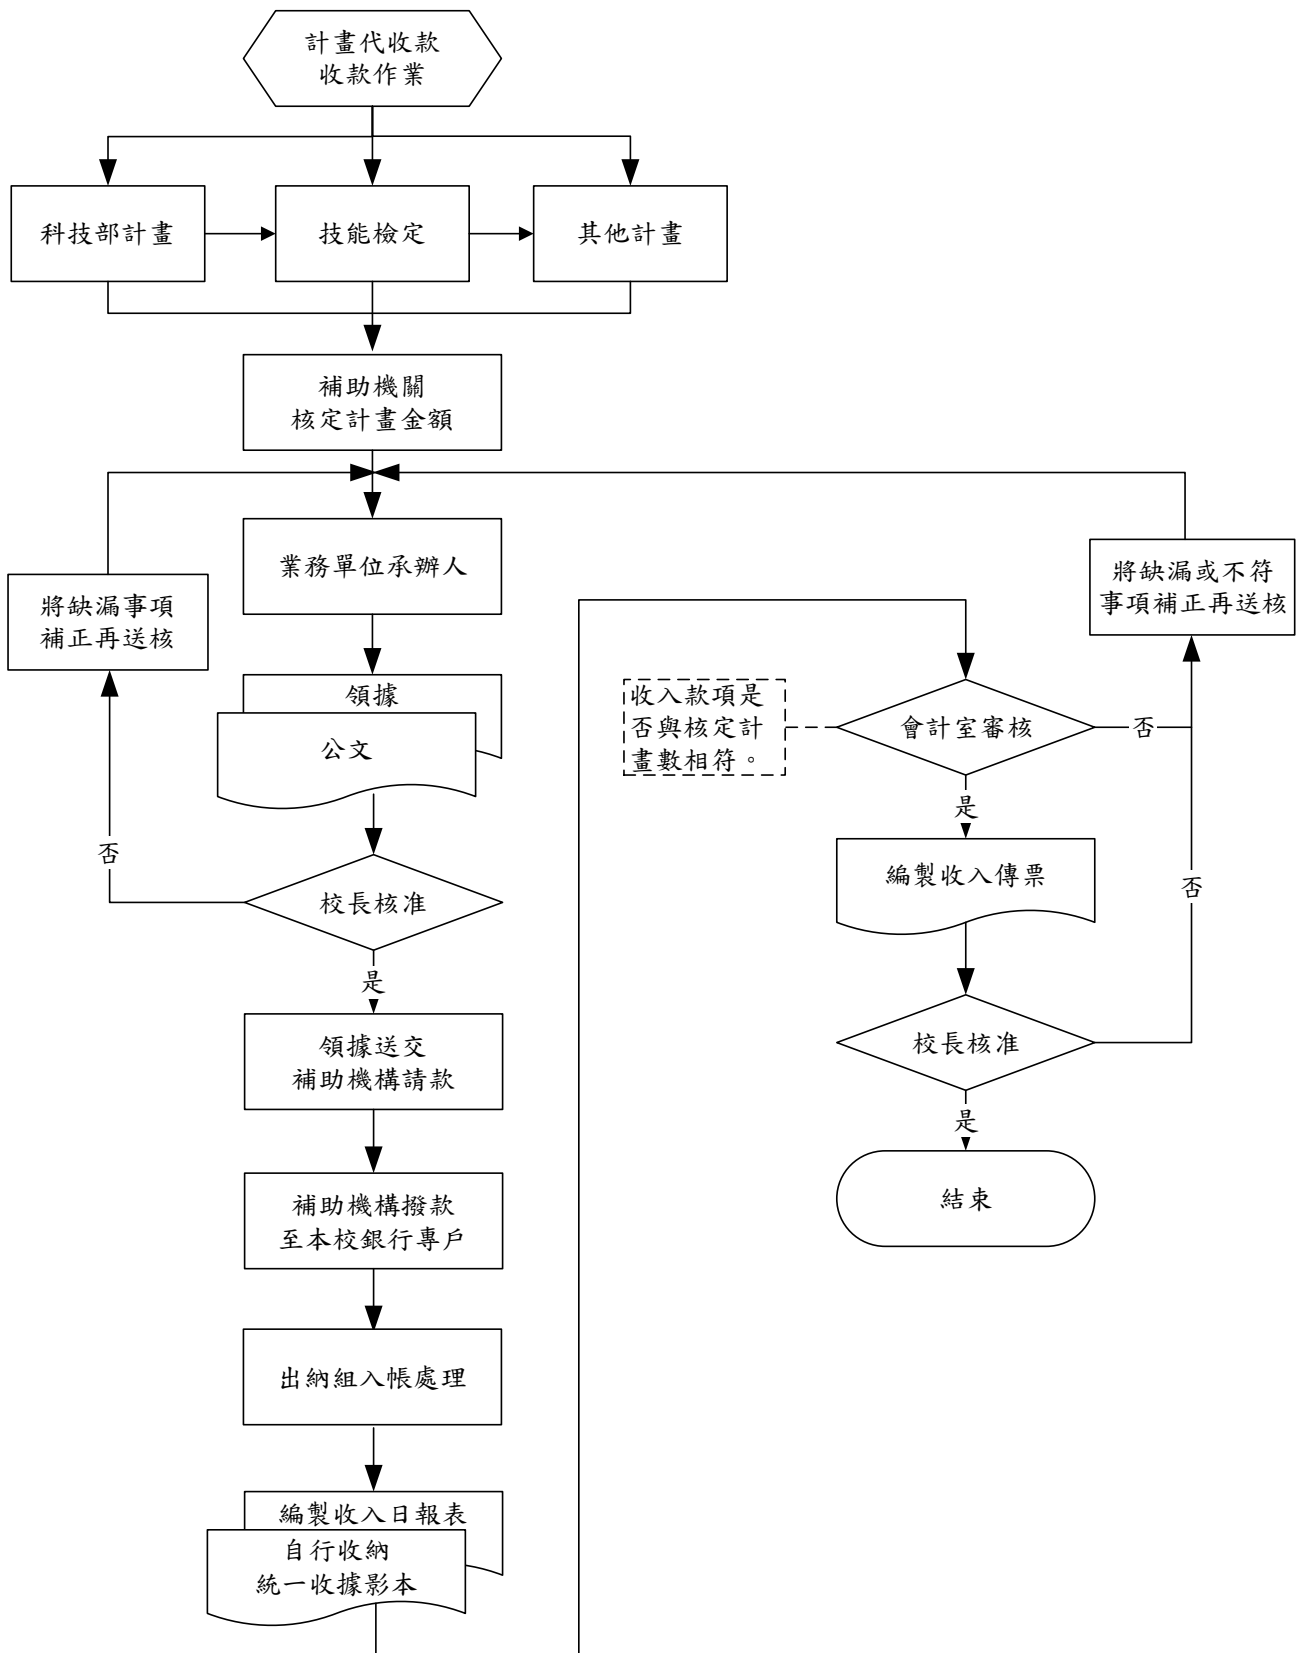 計畫代收款
收款作業
科技部計畫
技能檢定
其他計畫
補助機關
核定計畫金額
業務單位承辦人
將缺漏事項
補正再送核
領據
公文
否
校長核准
是
領據送交
補助機構請款
補助機構撥款
至本校銀行專戶
出納組入帳處理
編製收入日報表
自行收納
統一收據影本
將缺漏或不符
事項補正再送核
收入款項是
否與核定計
畫數相符。
會計室審核
否
是
編製收入傳票
否
校長核准
是
結束